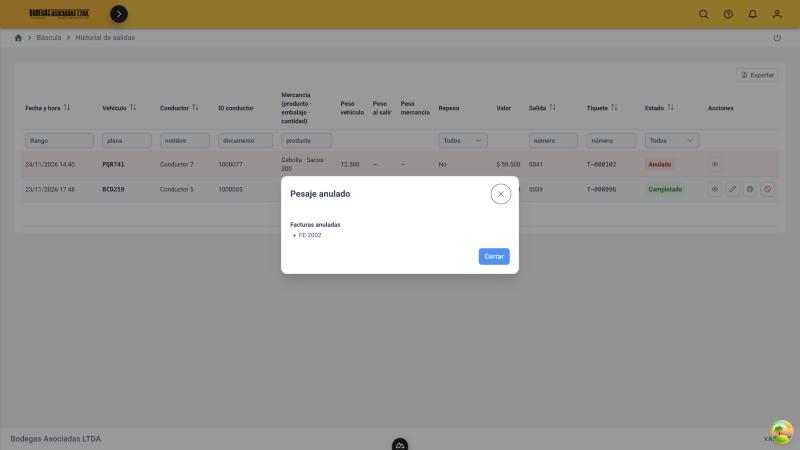 BODEGAS ASOCIADAS LTDA.
Báscula
Historial de salidas
Exportar
Fecha y hora
Vehículo
Conductor
ID conductor
Mercancía (producto · embalaje · cantidad)
Peso vehículo
Peso al salir
Peso mercancía
Repesa
Valor
Salida
Tiquete
Estado
Acciones
Rango
placa
nombre
documento
producto
Todos
número
número
Todos
24/11/2026 14:40
PQR741
Conductor 7
1000077
Cebolla · Sacos · 300
12.500
—
—
No
$ 59.500
0041
T-000102
Anulado
23/11/2026 17:48
BCD259
Conductor 5
1000005
0039
T-000096
Completado
Pesaje anulado
Facturas anuladas
• FE-2002
Cerrar
Bodegas Asociadas LTDA.